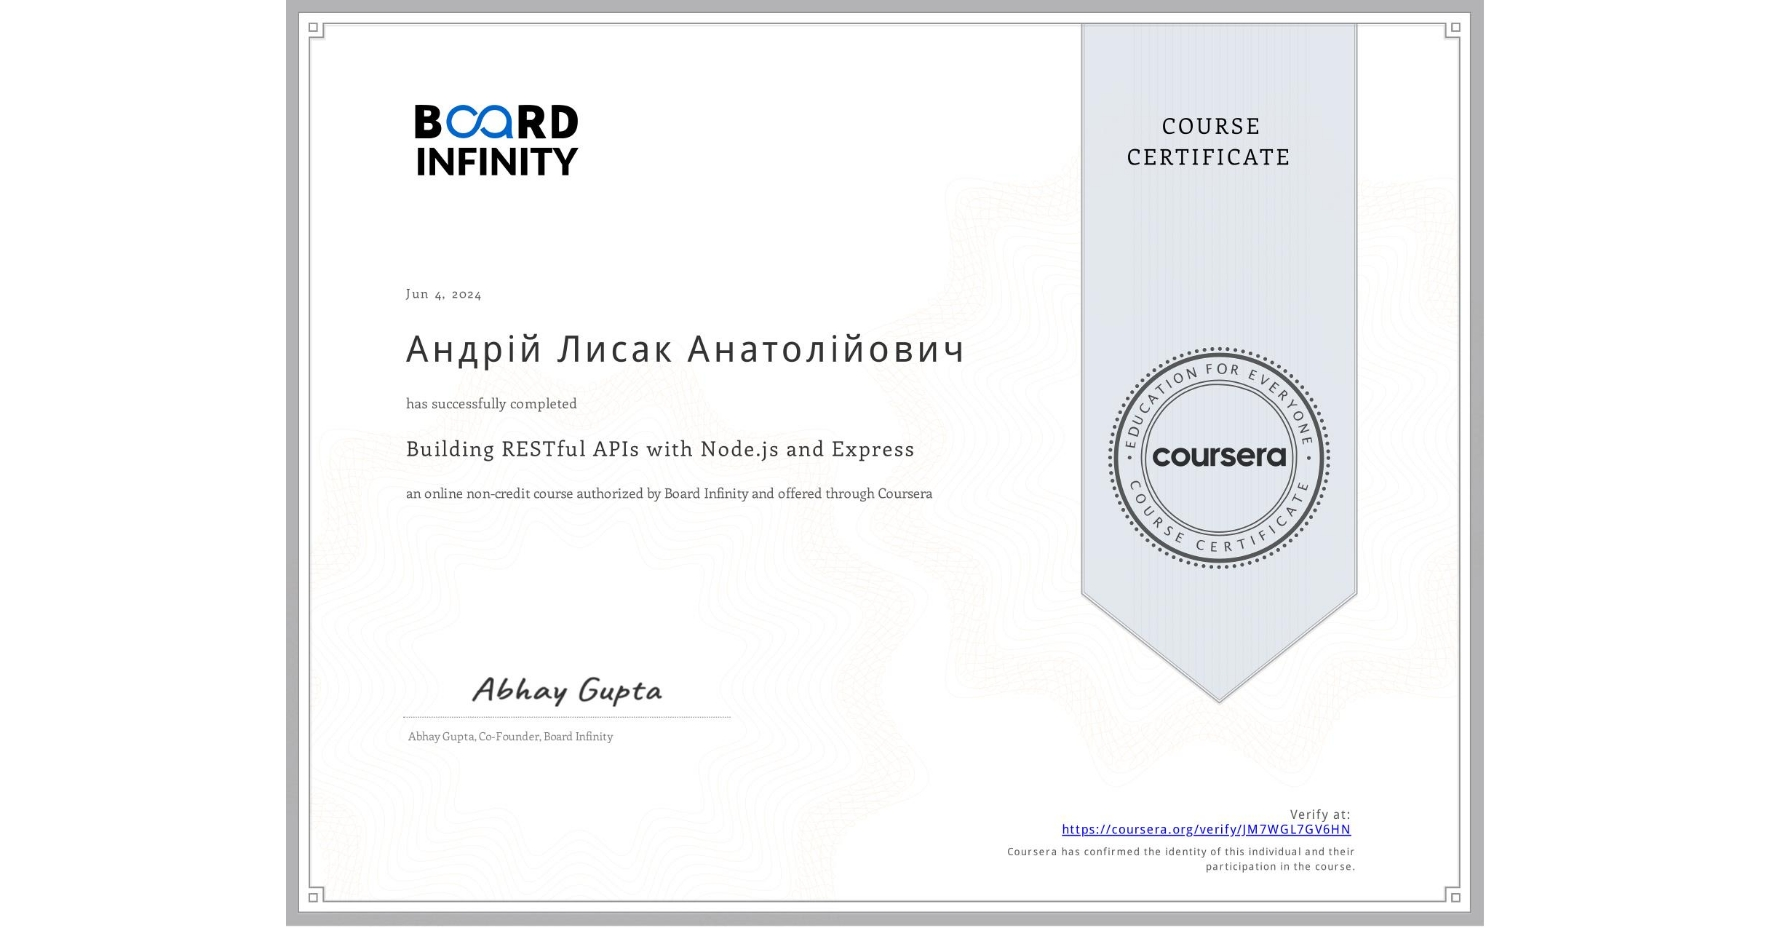 BOARD
INFINITY
COURSE
CERTIFICATE
Jun 4, 2024
Андрій Лисак Анатолійович
has successfully completed
Building RESTful APIs with Node.js and Express
an online non-credit course authorized by Board Infinity and offered through Coursera
EDUCATION FOR EVERYONE
coursera
COURSE CERTIFICATE
Abhay Gupta
Abhay Gupta, Co-Founder, Board Infinity
Verify at:
https://coursera.org/verify/JM7WGL7GV6HN
Coursera has confirmed the identity of this individual and their
participation in the course.